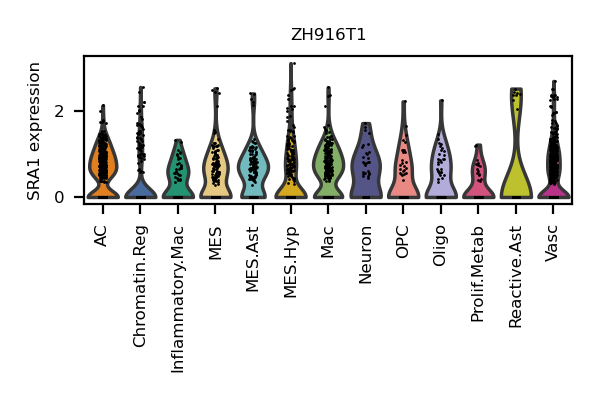 ZH916T1
SRA1 expression
2
0
AC
Chromatin.Reg
Inflammatory.Mac
MES
MES.Ast
MES.Hyp
Mac
Neuron
OPC
Oligo
Prolif.Metab
Reactive.Ast
Vasc